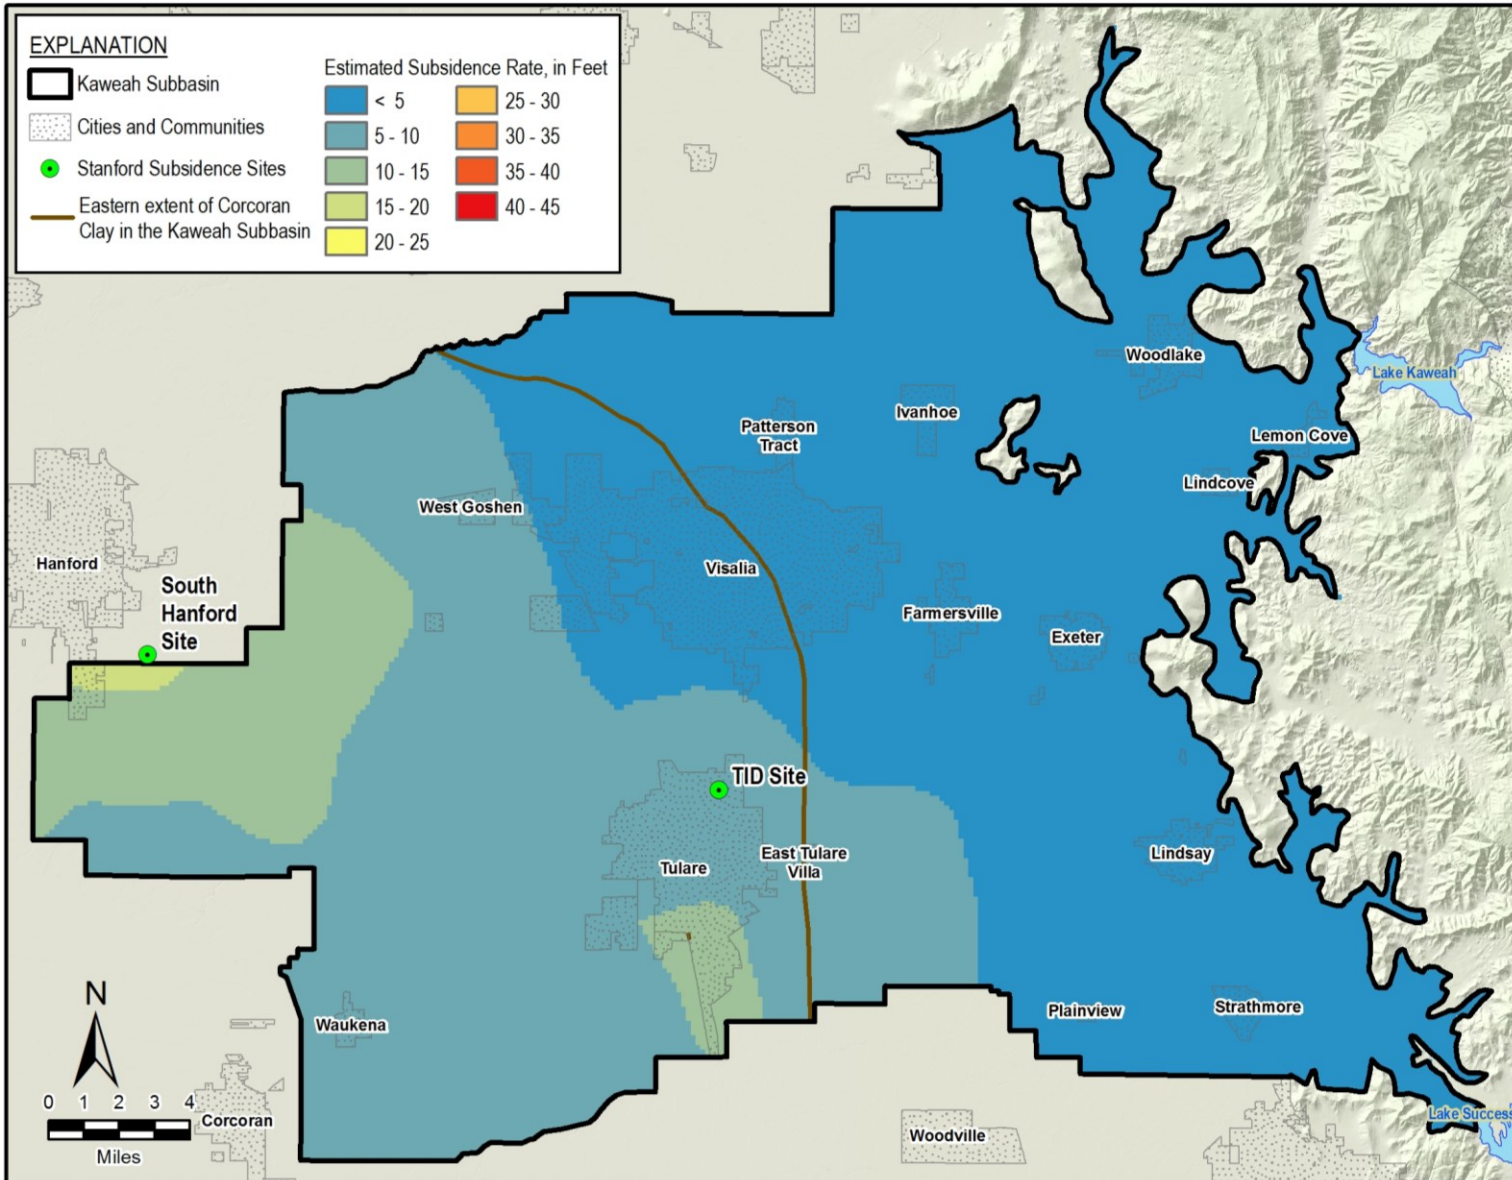 EXPLANATION
Kaweah Subbasin
Cities and Communities
Stanford Subsidence Sites
Eastern extent of Corcoran
Clay in the Kaweah Subbasin
Estimated Subsidence Rate, in Feet
< 5
5 - 10
10 - 15
15 - 20
20 - 25
25 - 30
30 - 35
35 - 40
40 - 45
Woodlake
Lake Kaweah
Ivanhoe
Patterson
Tract
Lemon Cove
Lindcove
West Goshen
Hanford
Visalia
South
Hanford
Site
Farmersville
Exeter
TID Site
Tulare
East Tulare
Villa
Lindsay
Waukena
Plainview
Strathmore
N
0 1 2 3 4
Miles
Corcoran
Woodville
Lake Success